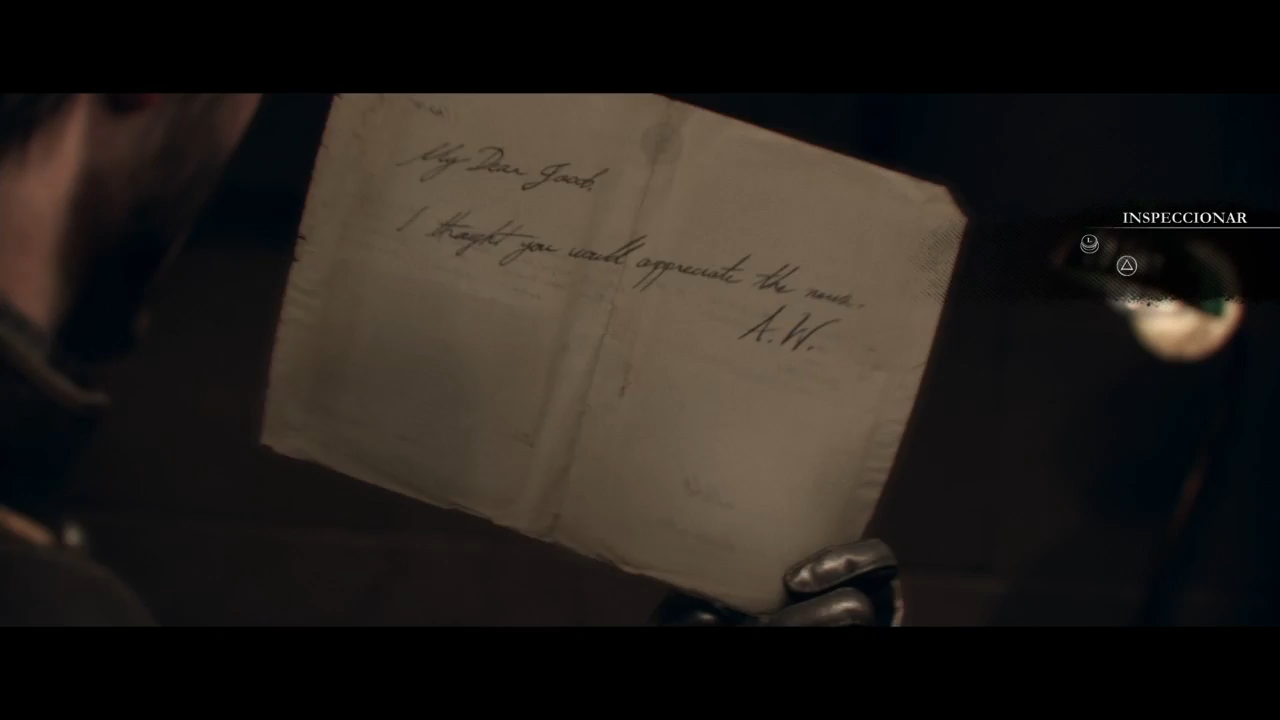 My Dear Jacob,
I thought you would appreciate the news.
A.W.
INSPECCIONAR
L